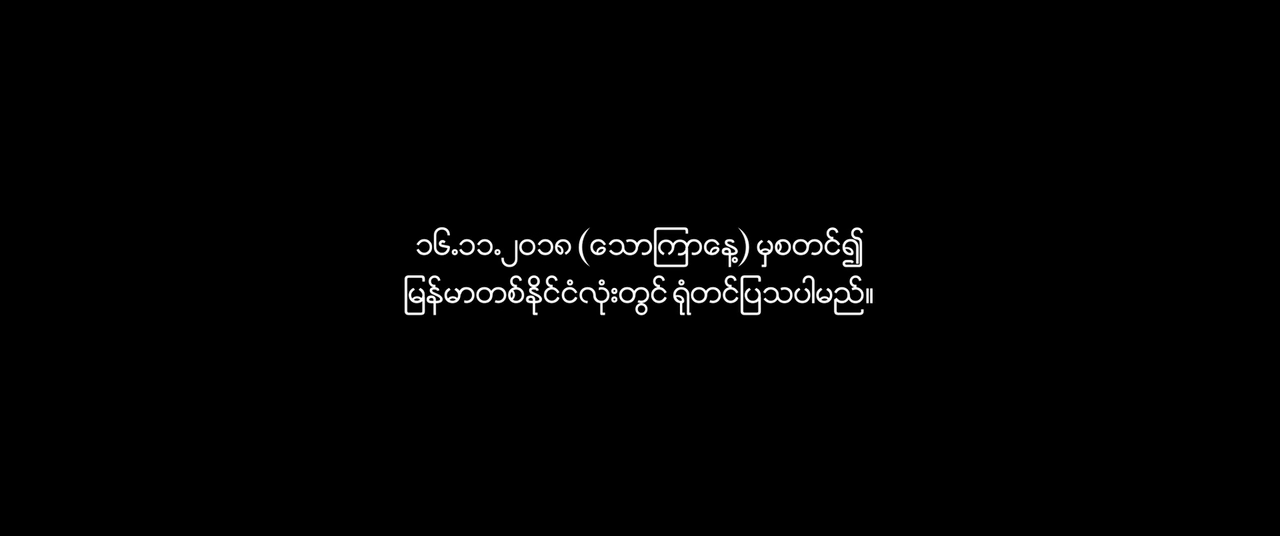 ၁၆.၁၁.၂၀၁၈ (သောကြာနေ့) မှစတင်၍
မြန်မာတစ်နိုင်ငံလုံးတွင် ရုံတင်ပြသပါမည်။